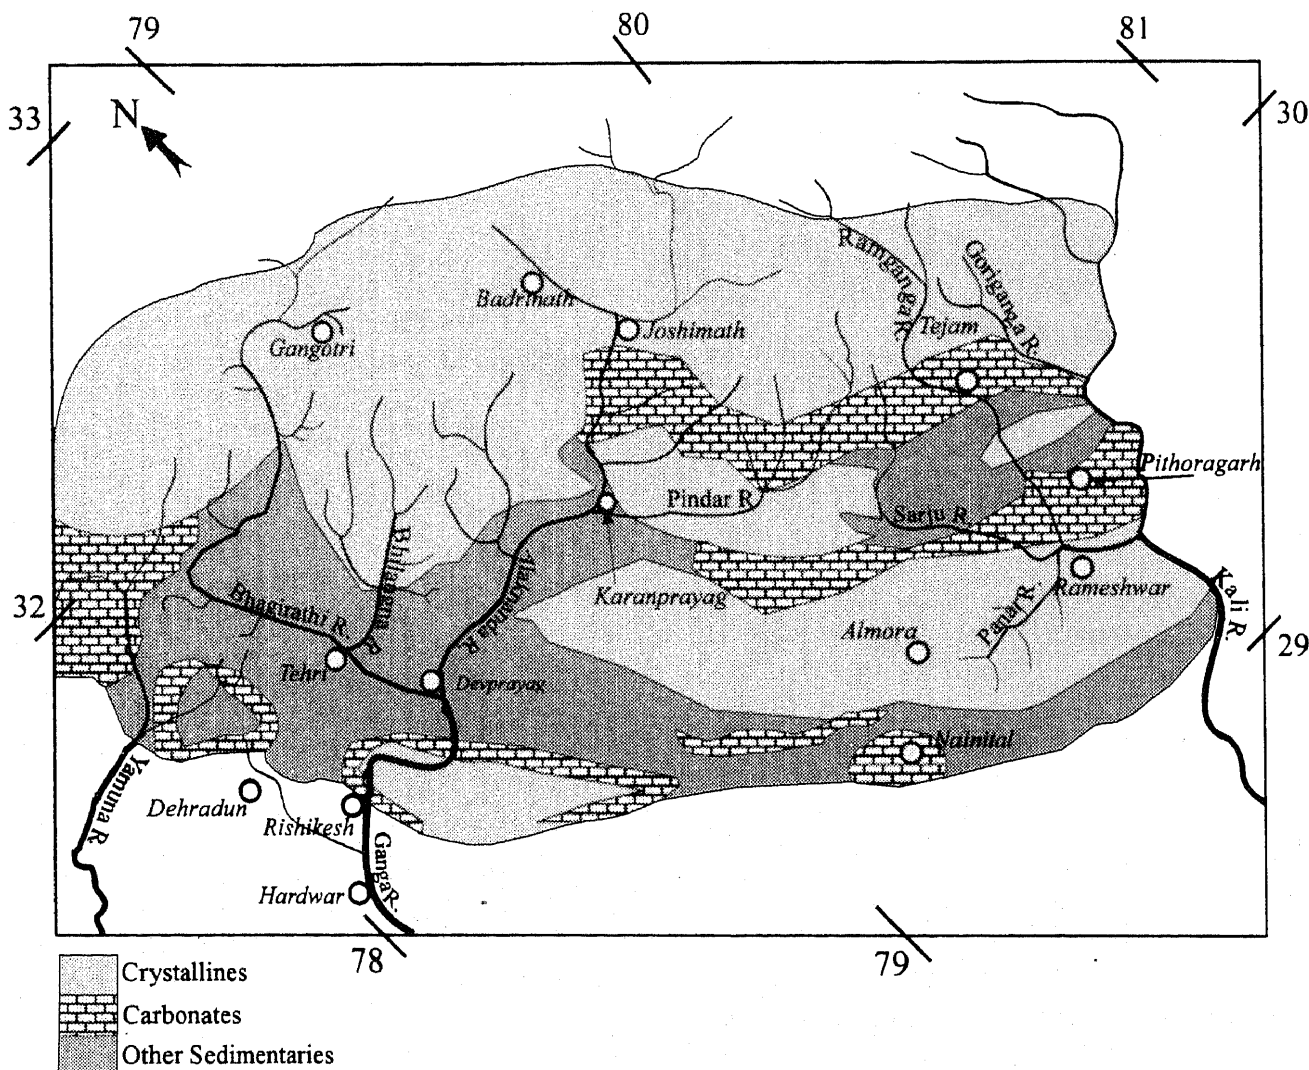 79
80
81
33
N
30
Ramganga R.
Goriganga R.
Badrinath
Gangotri
Joshimath
Tejam
Pithoragarh
Pindar R
Sarju R.
Bhillangna R.
Alaknanda R.
Bhagirathi R.
Karanprayag
Rameshwar
Kali R.
32
Almora
Panar R.
29
Tehri
Devprayag
Nainital
Yamuna R.
Dehradun
Rishikesh
Ganga R.
Hardwar
78
79
Crystallines
Carbonates
Other Sedimentaries